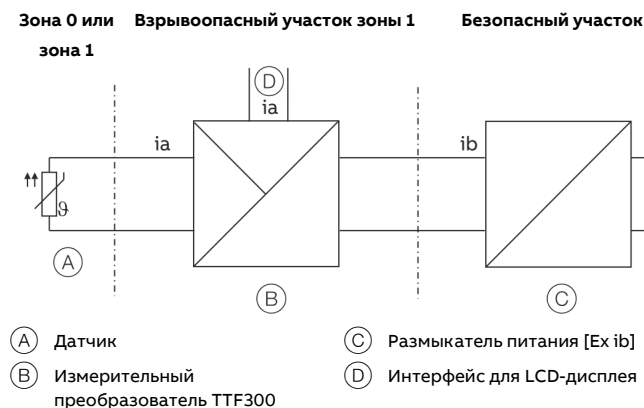 Зона 0 или
зона 1
Взрывоопасный участок зоны 1
Безопасный участок
D
ia
ia
ib
ϑ
A
B
C
A Датчик
B Измерительный
преобразователь TTF300
C Размыкатель питания [Ex ib]
D Интерфейс для LCD-дисплея